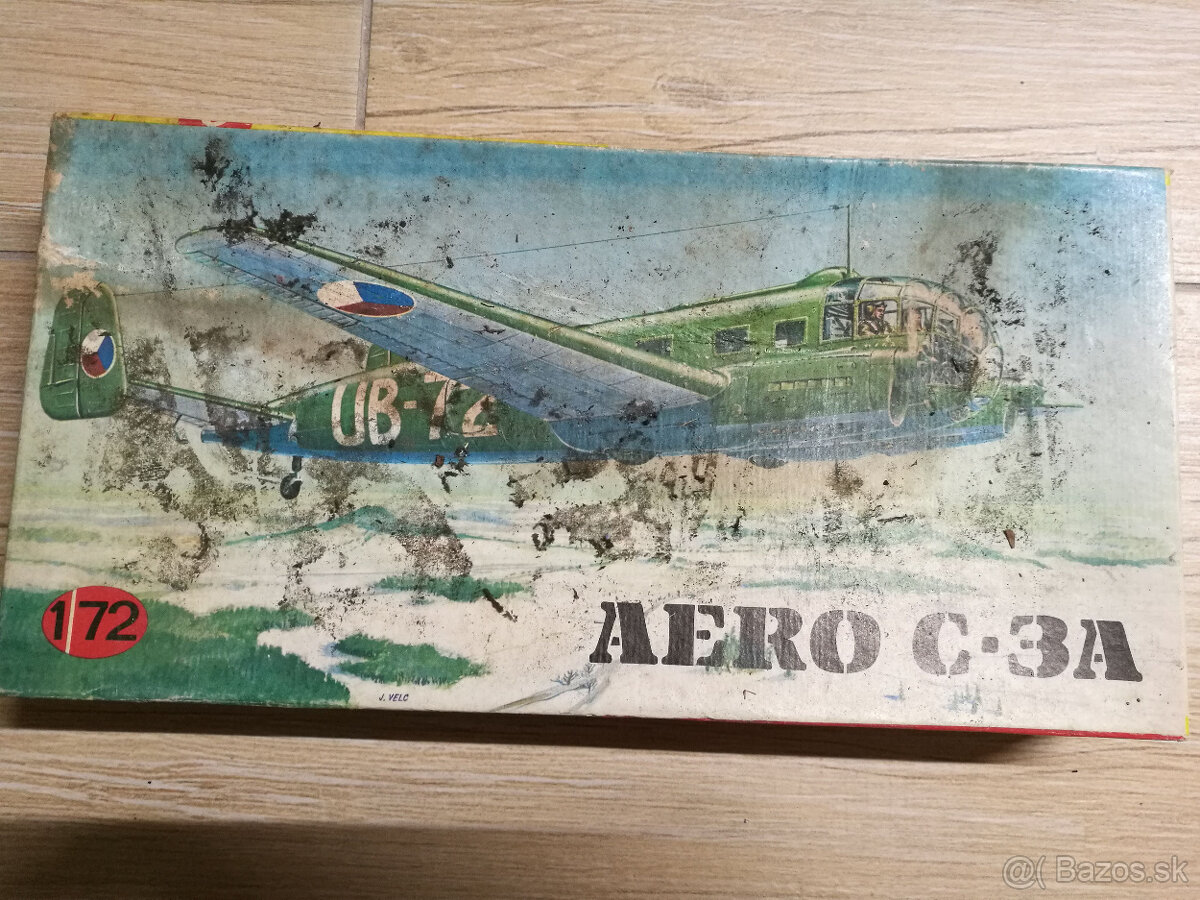 UB-72
1/72
AERO C-3A
J. VELC
@( Bazos.sk